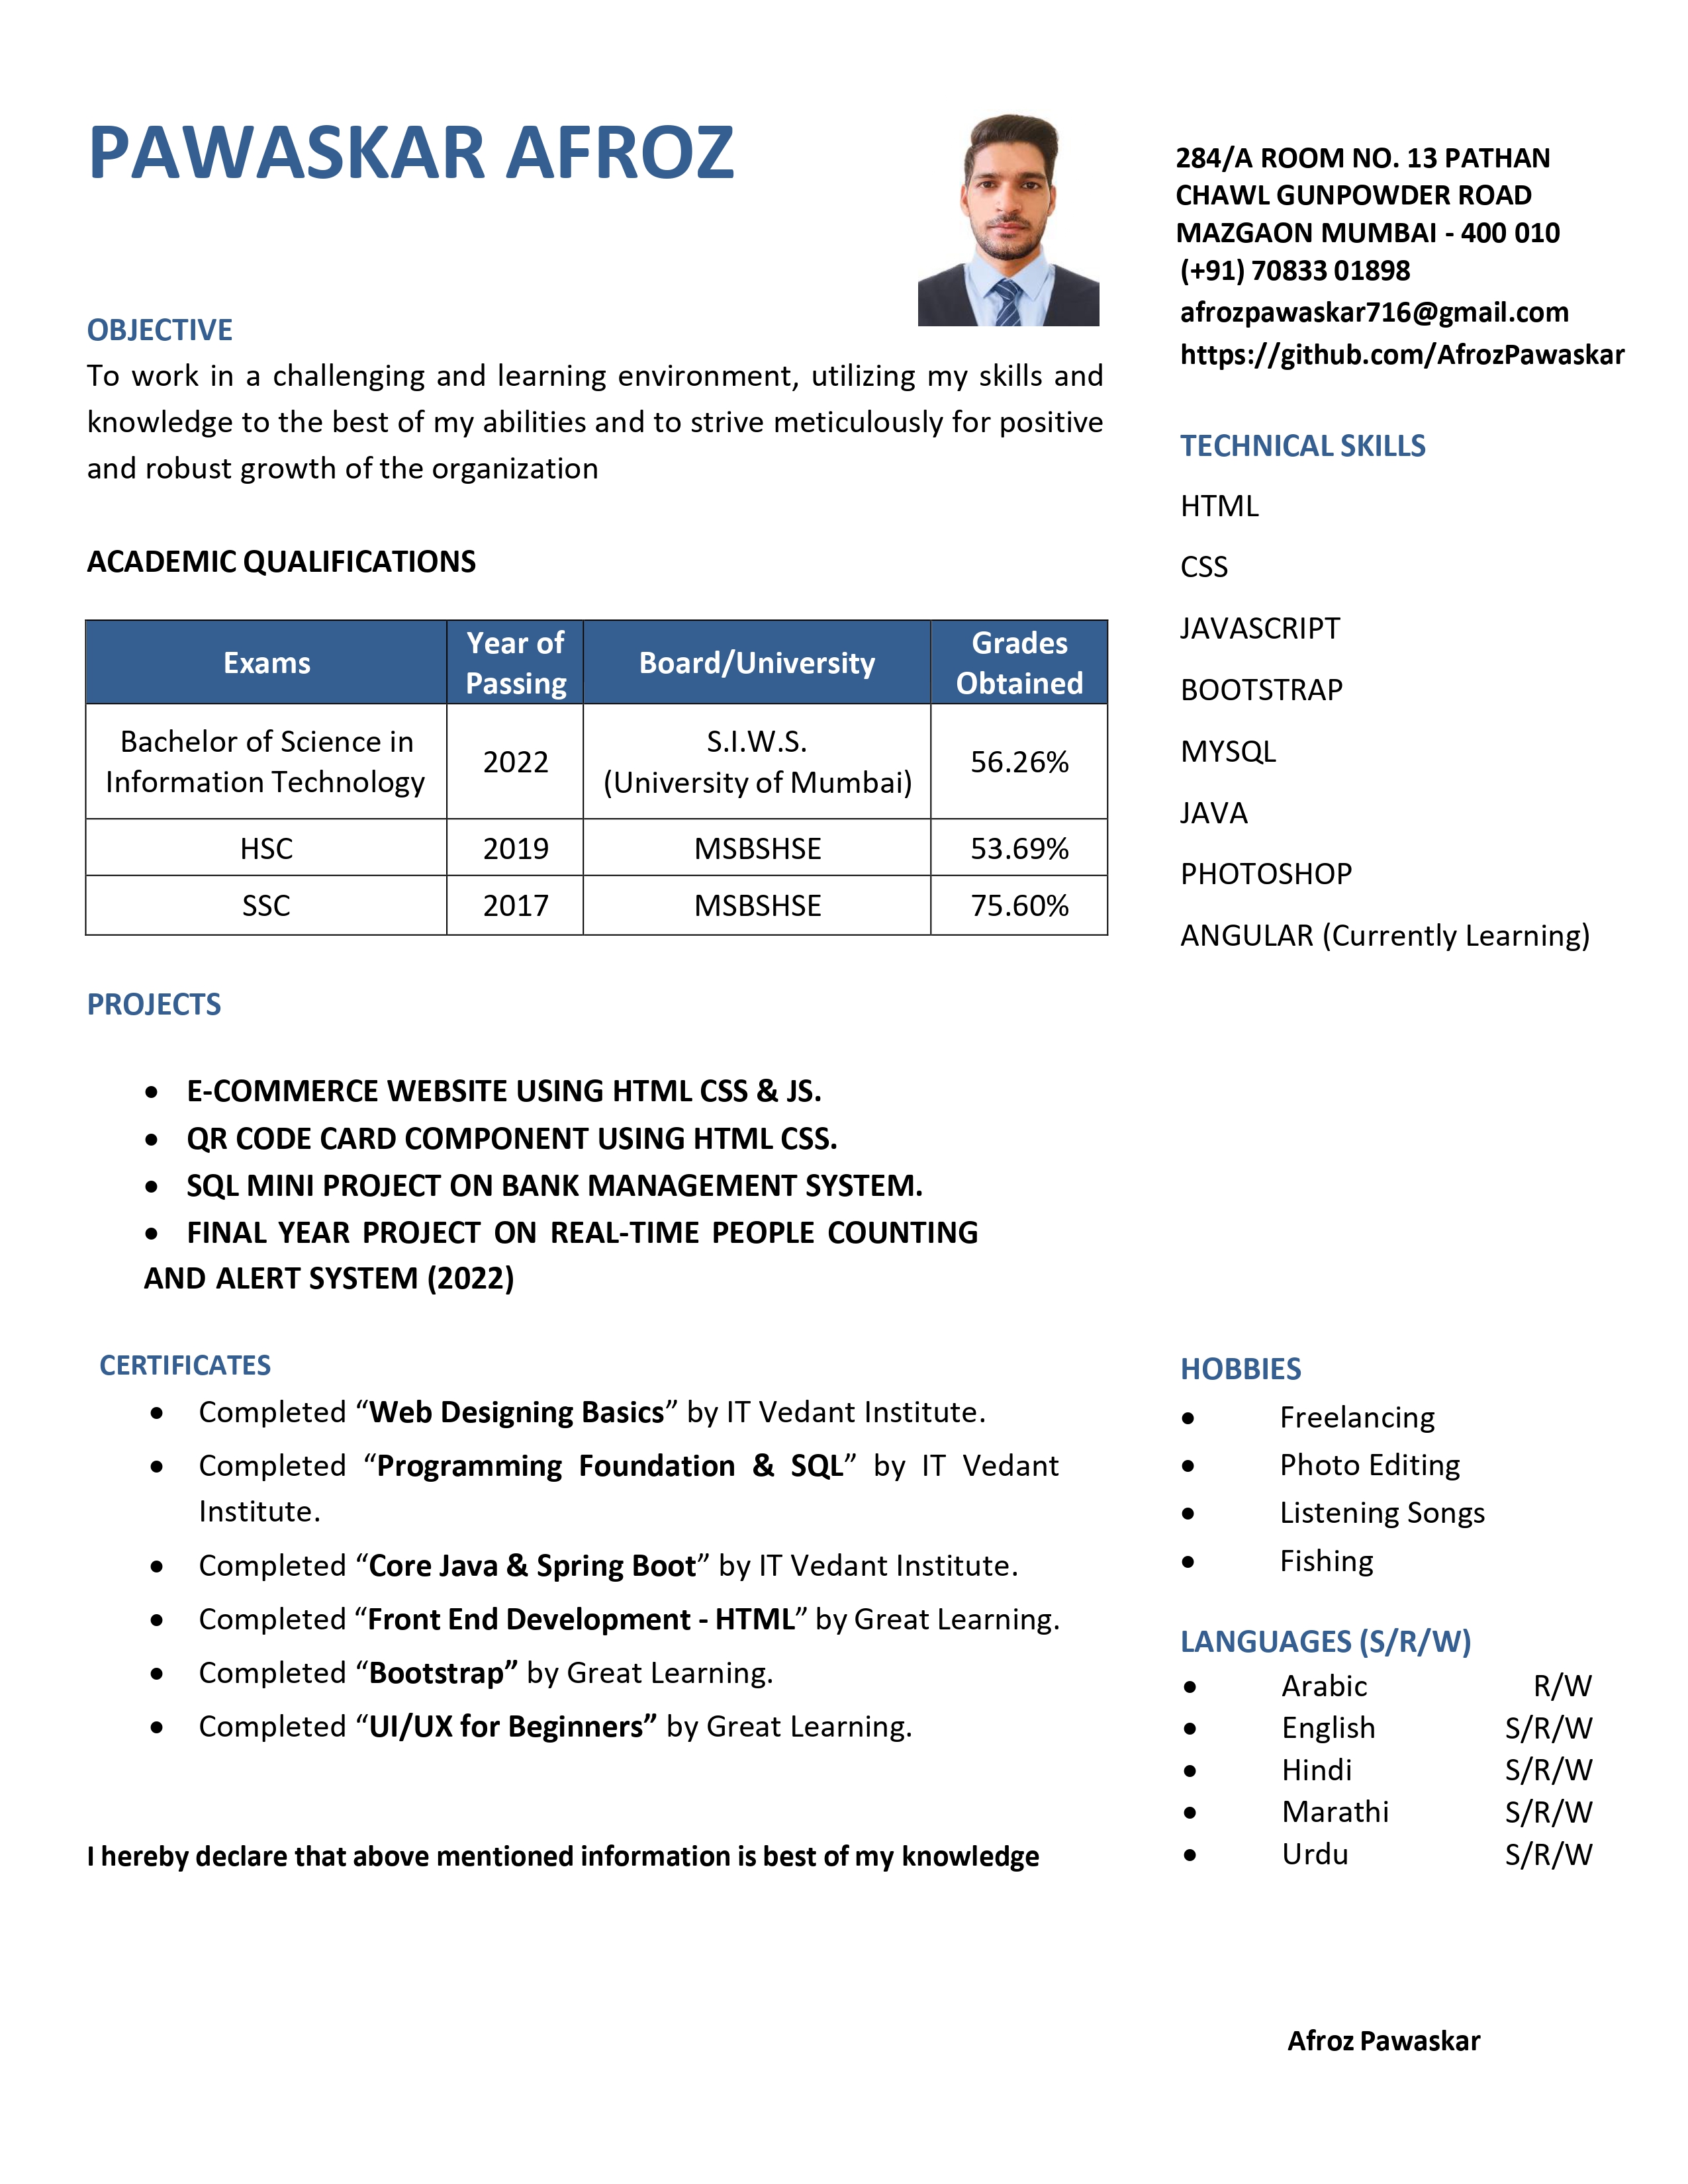 PAWASKAR AFROZ
284/A ROOM NO. 13 PATHAN
CHAWL GUNPOWDER ROAD
MAZGAON MUMBAI - 400 010
(+91) 70833 01898
afrozpawaskar716@gmail.com
https://github.com/AfrozPawaskar
OBJECTIVE
To work in a challenging and learning environment, utilizing my skills and
knowledge to the best of my abilities and to strive meticulously for positive
and robust growth of the organization
ACADEMIC QUALIFICATIONS
Exams
Year of
Passing
Board/University
Grades
Obtained
Bachelor of Science in
Information Technology
2022
S.I.W.S.
(University of Mumbai)
56.26%
HSC
2019
MSBSHSE
53.69%
SSC
2017
MSBSHSE
75.60%
TECHNICAL SKILLS
HTML
CSS
JAVASCRIPT
BOOTSTRAP
MYSQL
JAVA
PHOTOSHOP
ANGULAR (Currently Learning)
PROJECTS
• E-COMMERCE WEBSITE USING HTML CSS & JS.
• QR CODE CARD COMPONENT USING HTML CSS.
• SQL MINI PROJECT ON BANK MANAGEMENT SYSTEM.
• FINAL YEAR PROJECT ON REAL-TIME PEOPLE COUNTING
AND ALERT SYSTEM (2022)
CERTIFICATES
• Completed “Web Designing Basics” by IT Vedant Institute.
• Completed “Programming Foundation & SQL” by IT Vedant
Institute.
• Completed “Core Java & Spring Boot” by IT Vedant Institute.
• Completed “Front End Development - HTML” by Great Learning.
• Completed “Bootstrap” by Great Learning.
• Completed “UI/UX for Beginners” by Great Learning.
HOBBIES
• Freelancing
• Photo Editing
• Listening Songs
• Fishing
LANGUAGES (S/R/W)
• Arabic R/W
• English S/R/W
• Hindi S/R/W
• Marathi S/R/W
• Urdu S/R/W
I hereby declare that above mentioned information is best of my knowledge
Afroz Pawaskar